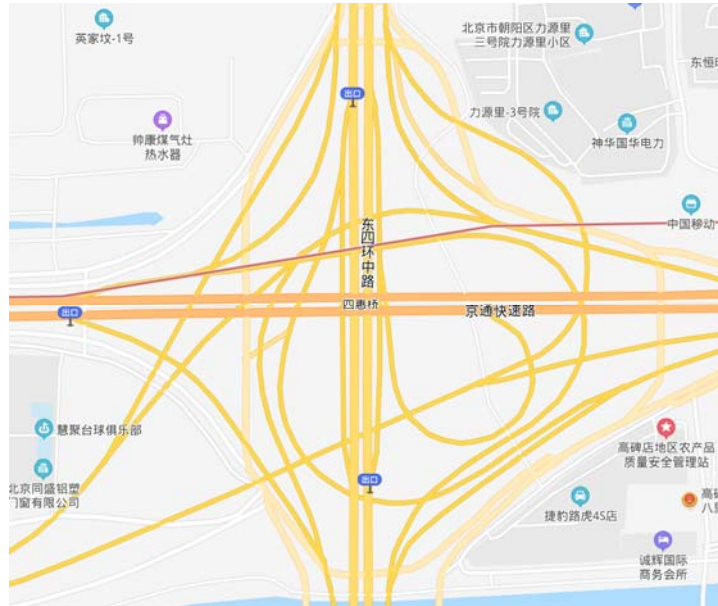 英家坟-1号
北京市朝阳区力源里
三号院力源里小区
东恒时
出口
力源里-3号院
帅康煤气灶
热水器
神华国华电力
中国移动
东四环中路
四惠桥
京通快速路
出口
慧聚台球俱乐部
北京同盛铝塑
门窗有限公司
高碑店地区农产品
质量安全管理站
出口
捷豹路虎4S店
高碑
八里
诚辉国际
商务会所